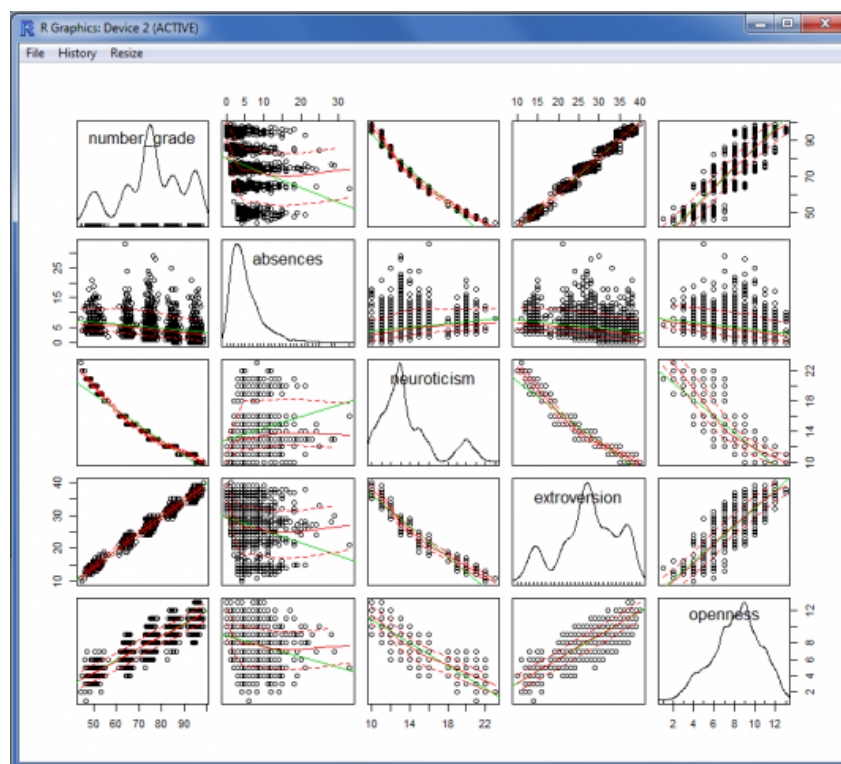 R Graphics: Device 2 (ACTIVE)
File History Resize
0 5 10 20 30
10 15 20 25 30 35 40
number_grade
50 70 90
absences
0 5 15 25
neuroticism
10 14 18 22
extroversion
10 20 30 40
openness
2 4 6 8 10 12
50 60 70 80 90
10 14 18 22
2 4 6 8 10 12